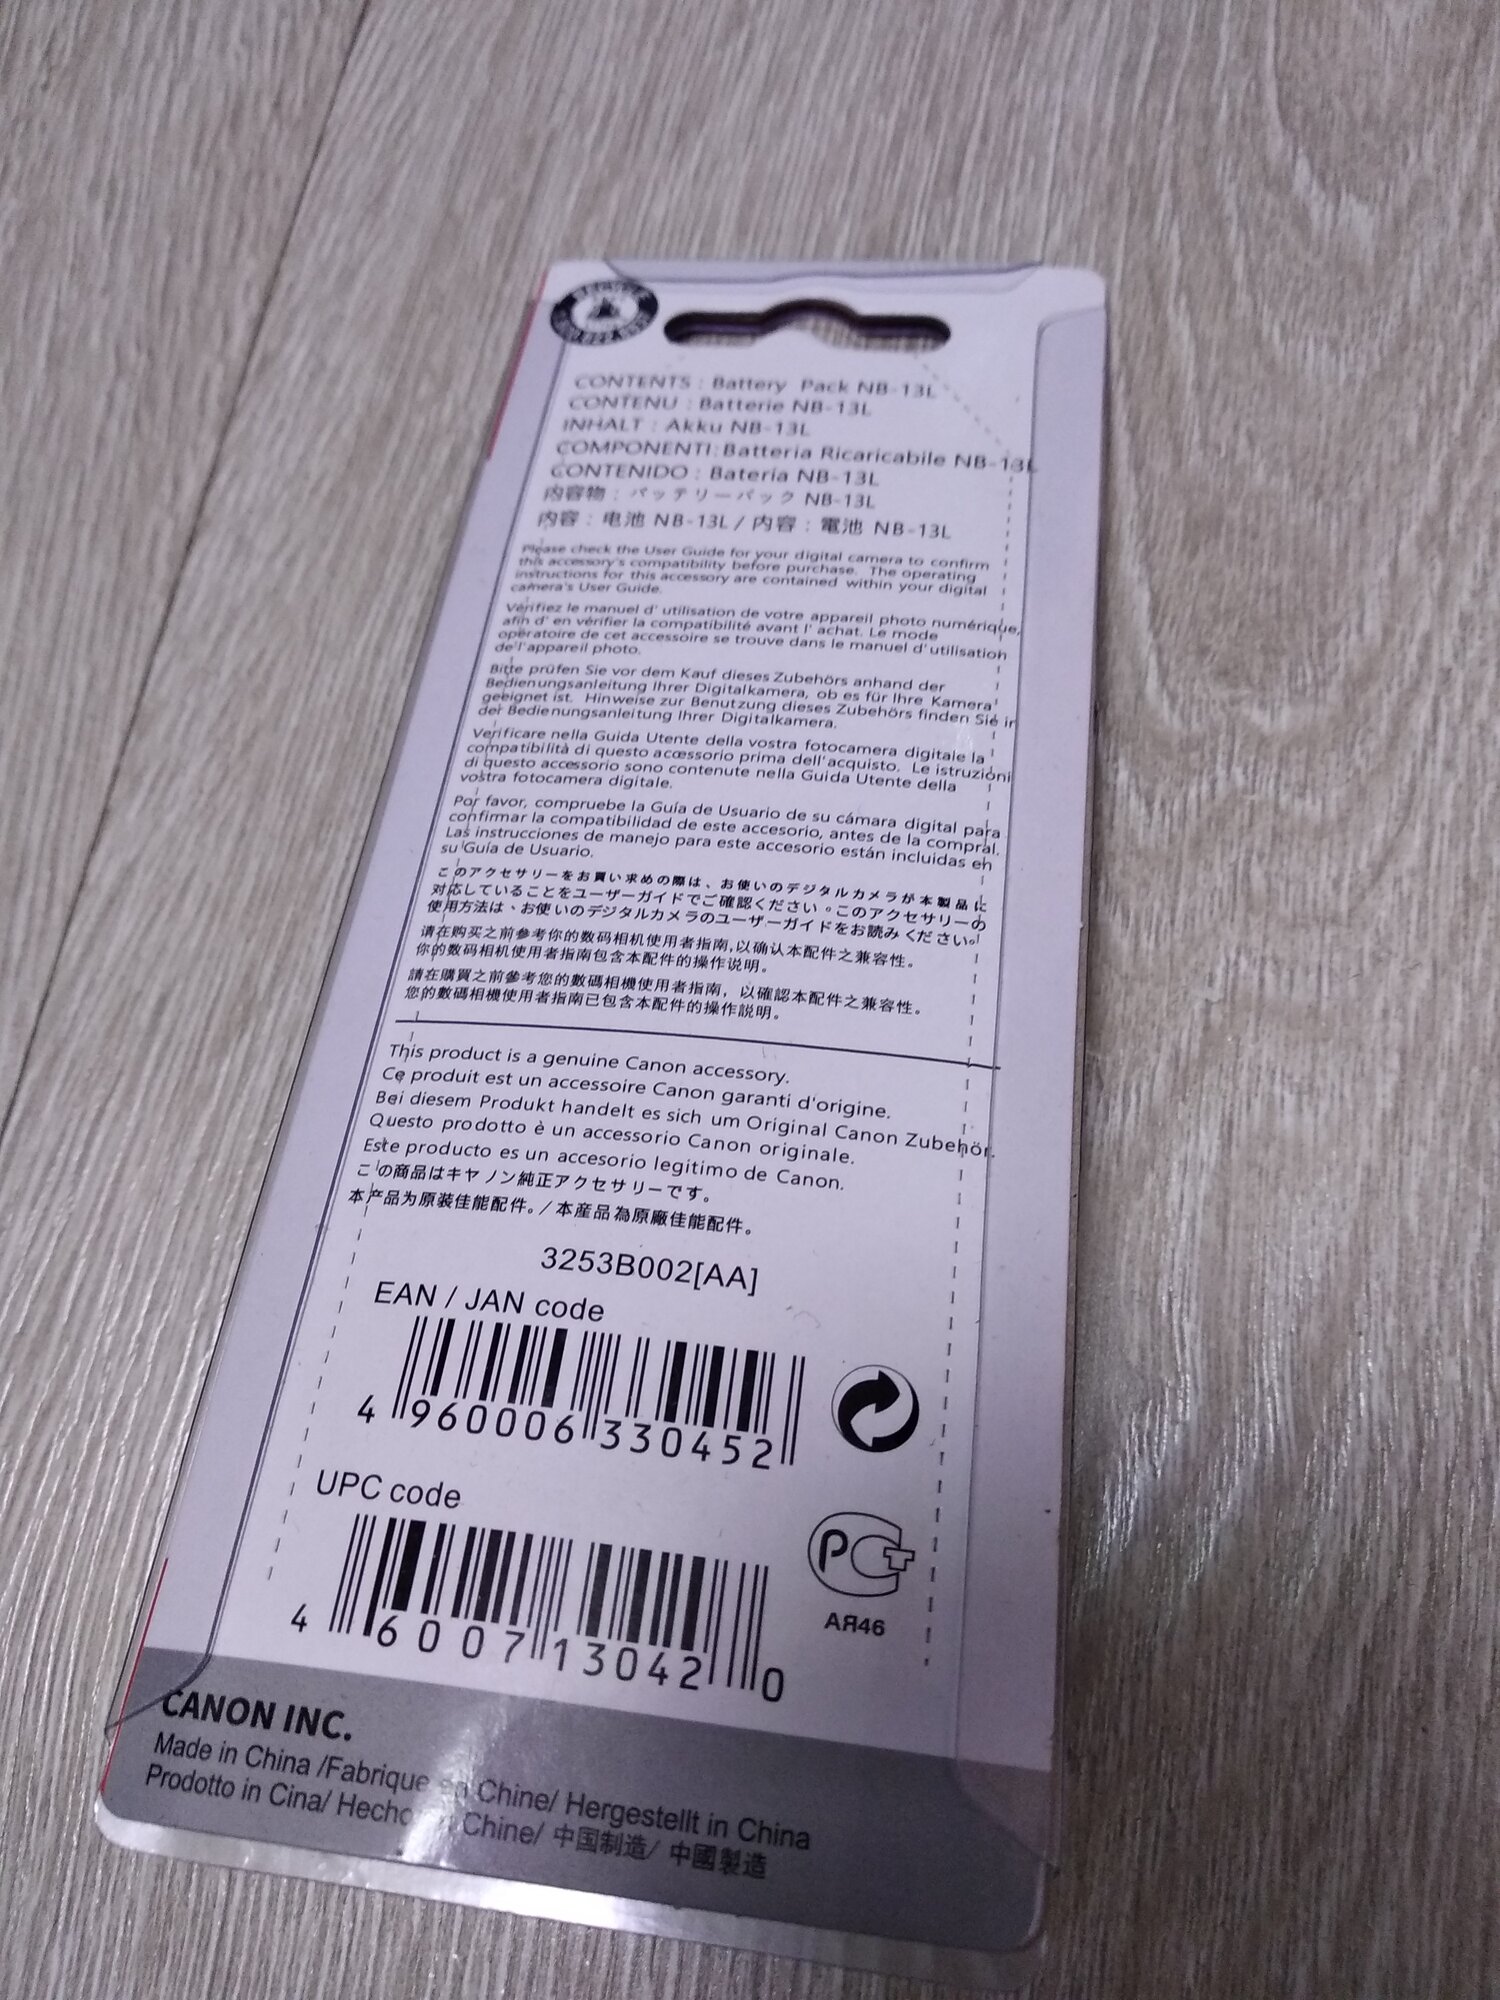 CONTENTS : Battery Pack NB-13L
CONTENU : Batterie NB-13L
INHALT : Akku NB-13L
COMPONENTI:Batteria Ricaricabile NB-13L
CONTENIDO : Bateria NB-13L
内容物 : バッテリーパック NB-13L
内容 : 电池 NB-13L / 内容 : 電池 NB-13L
Please check the User Guide for your digital camera to confirm
this accessory's compatibility before purchase. The operating
instructions for this accessory are contained within your digital
camera's User Guide.
Vérifiez le manuel d' utilisation de votre appareil photo numérique,
afin d' en vérifier la compatibilité avant l' achat. Le mode
opératoire de cet accessoire se trouve dans le manuel d'utilisation
de l'appareil photo.
Bitte prüfen Sie vor dem Kauf dieses Zubehörs anhand der
Bedienungsanleitung Ihrer Digitalkamera, ob es für Ihre Kamera
geeignet ist. Hinweise zur Benutzung dieses Zubehörs finden Sie in
der Bedienungsanleitung Ihrer Digitalkamera.
Verificare nella Guida Utente della vostra fotocamera digitale la
compatibilità di questo accessorio prima dell'acquisto. Le istruzioni
di questo accessorio sono contenute nella Guida Utente della
vostra fotocamera digitale.
Por favor, compruebe la Guía de Usuario de su cámara digital para
confirmar la compatibilidad de este accesorio, antes de la compral.
Las instrucciones de manejo para este accesorio están incluidas en
su Guía de Usuario.
このアクセサリーをお買い求めの際は、お使いのデジタルカメラが本製品に
対応していることをユーザーガイドでご確認ください。このアクセサリーの
使用方法は、お使いのデジタルカメラのユーザーガイドをお読みください。
请在购买之前参考你的数码相机使用者指南,以确认本配件之兼容性。
你的数码相机使用者指南包含本配件的操作说明。
請在購買之前參考您的數碼相機使用者指南，以確認本配件之兼容性。
您的數碼相機使用者指南已包含本配件的操作説明。
This product is a genuine Canon accessory.
Ce produit est un accessoire Canon garanti d'origine.
Bei diesem Produkt handelt es sich um Original Canon Zubehör.
Questo prodotto è un accessorio Canon originale.
Este producto es un accesorio legitimo de Canon.
この商品はキヤノン純正アクセサリーです。
本产品为原装佳能配件。/ 本産品為原廠佳能配件。
3253B002[AA]
EAN / JAN code
4 960006 330452
UPC code
4 6007 13042 0
PCT
АЯ46
CANON INC.
Made in China /Fabrique en Chine/ Hergestellt in China
Prodotto in Cina/ Hecho Chine/ 中国制造/ 中國製造